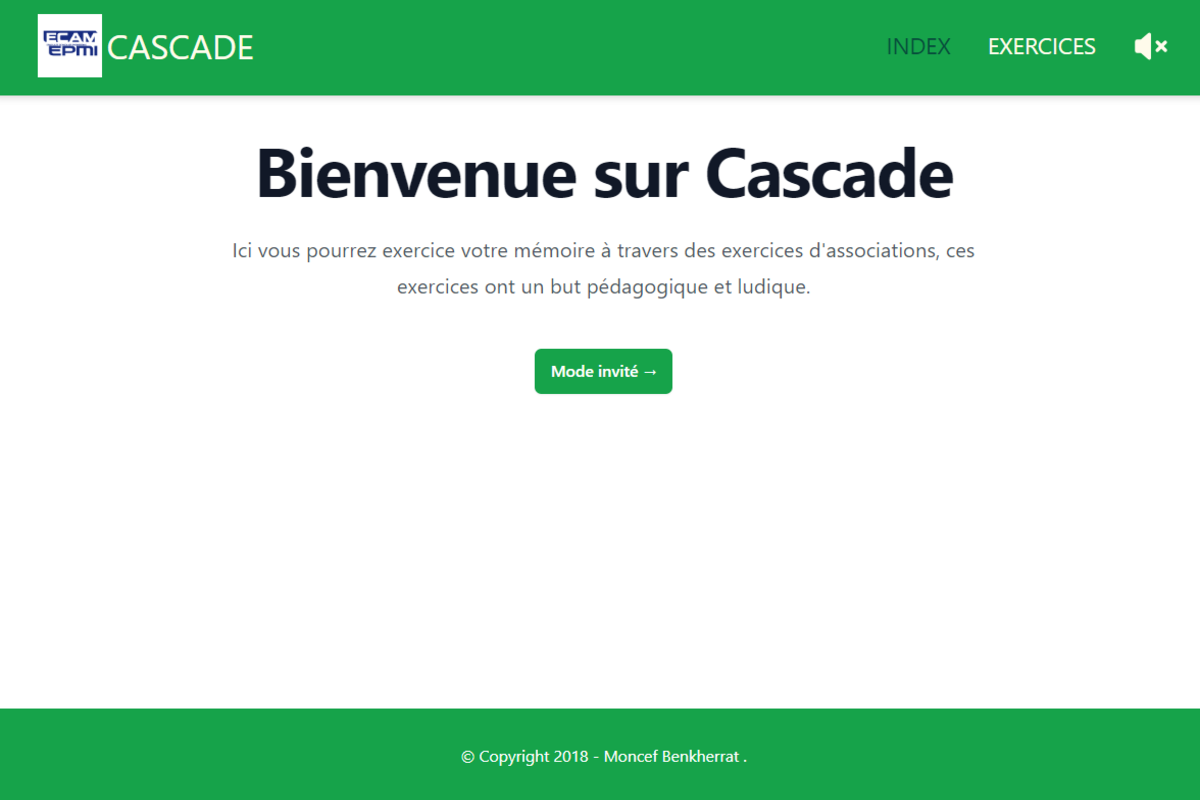 ECAM
EPMI
CASCADE
INDEX
EXERCICES
Bienvenue sur Cascade
Ici vous pourrez exercice votre mémoire à travers des exercices d'associations, ces
exercices ont un but pédagogique et ludique.
Mode invité →
© Copyright 2018 - Moncef Benkherrat .